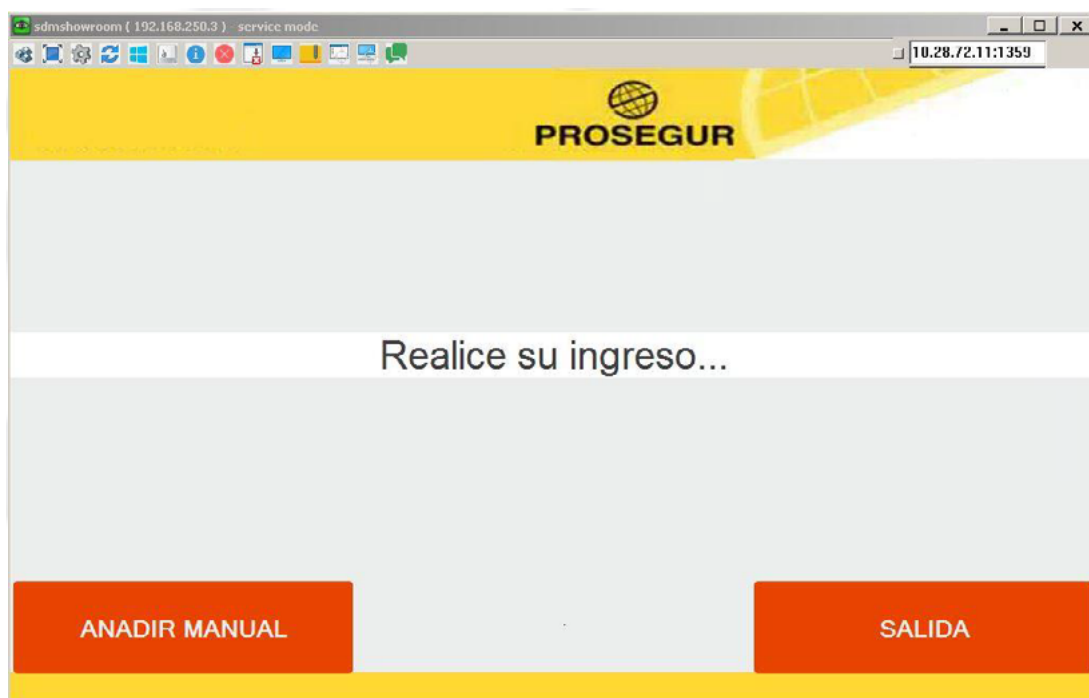 sdmshowroom ( 192.168.250.3 ) - service mode
10.28.72.11:1359
PROSEGUR
Realice su ingreso...
ANADIR MANUAL
SALIDA